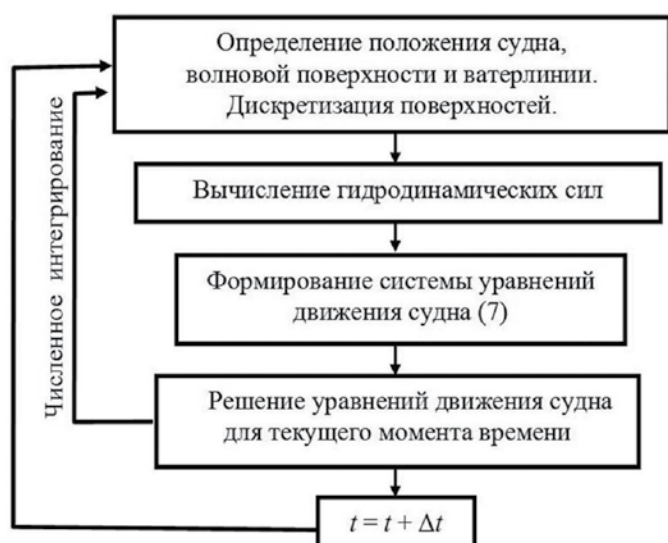 Определение положения судна,
волновой поверхности и ватерлинии.
Дискретизация поверхностей.
Вычисление гидродинамических сил
Формирование системы уравнений
движения судна (7)
Решение уравнений движения судна
для текущего момента времени
t = t + Δt
Численное интегрирование